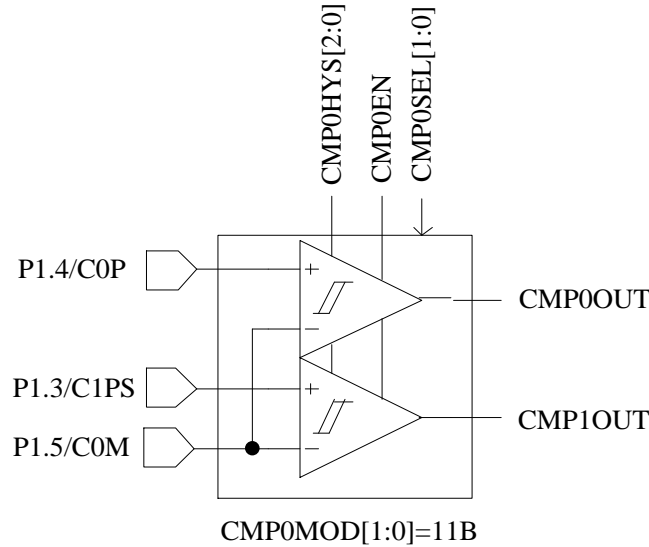 CMP0HYS[2:0]
CMP0EN
CMP0SEL[1:0]
P1.4/C0P
+
−
CMP0OUT
P1.3/C1PS
+
P1.5/C0M
−
CMP1OUT
CMP0MOD[1:0]=11B